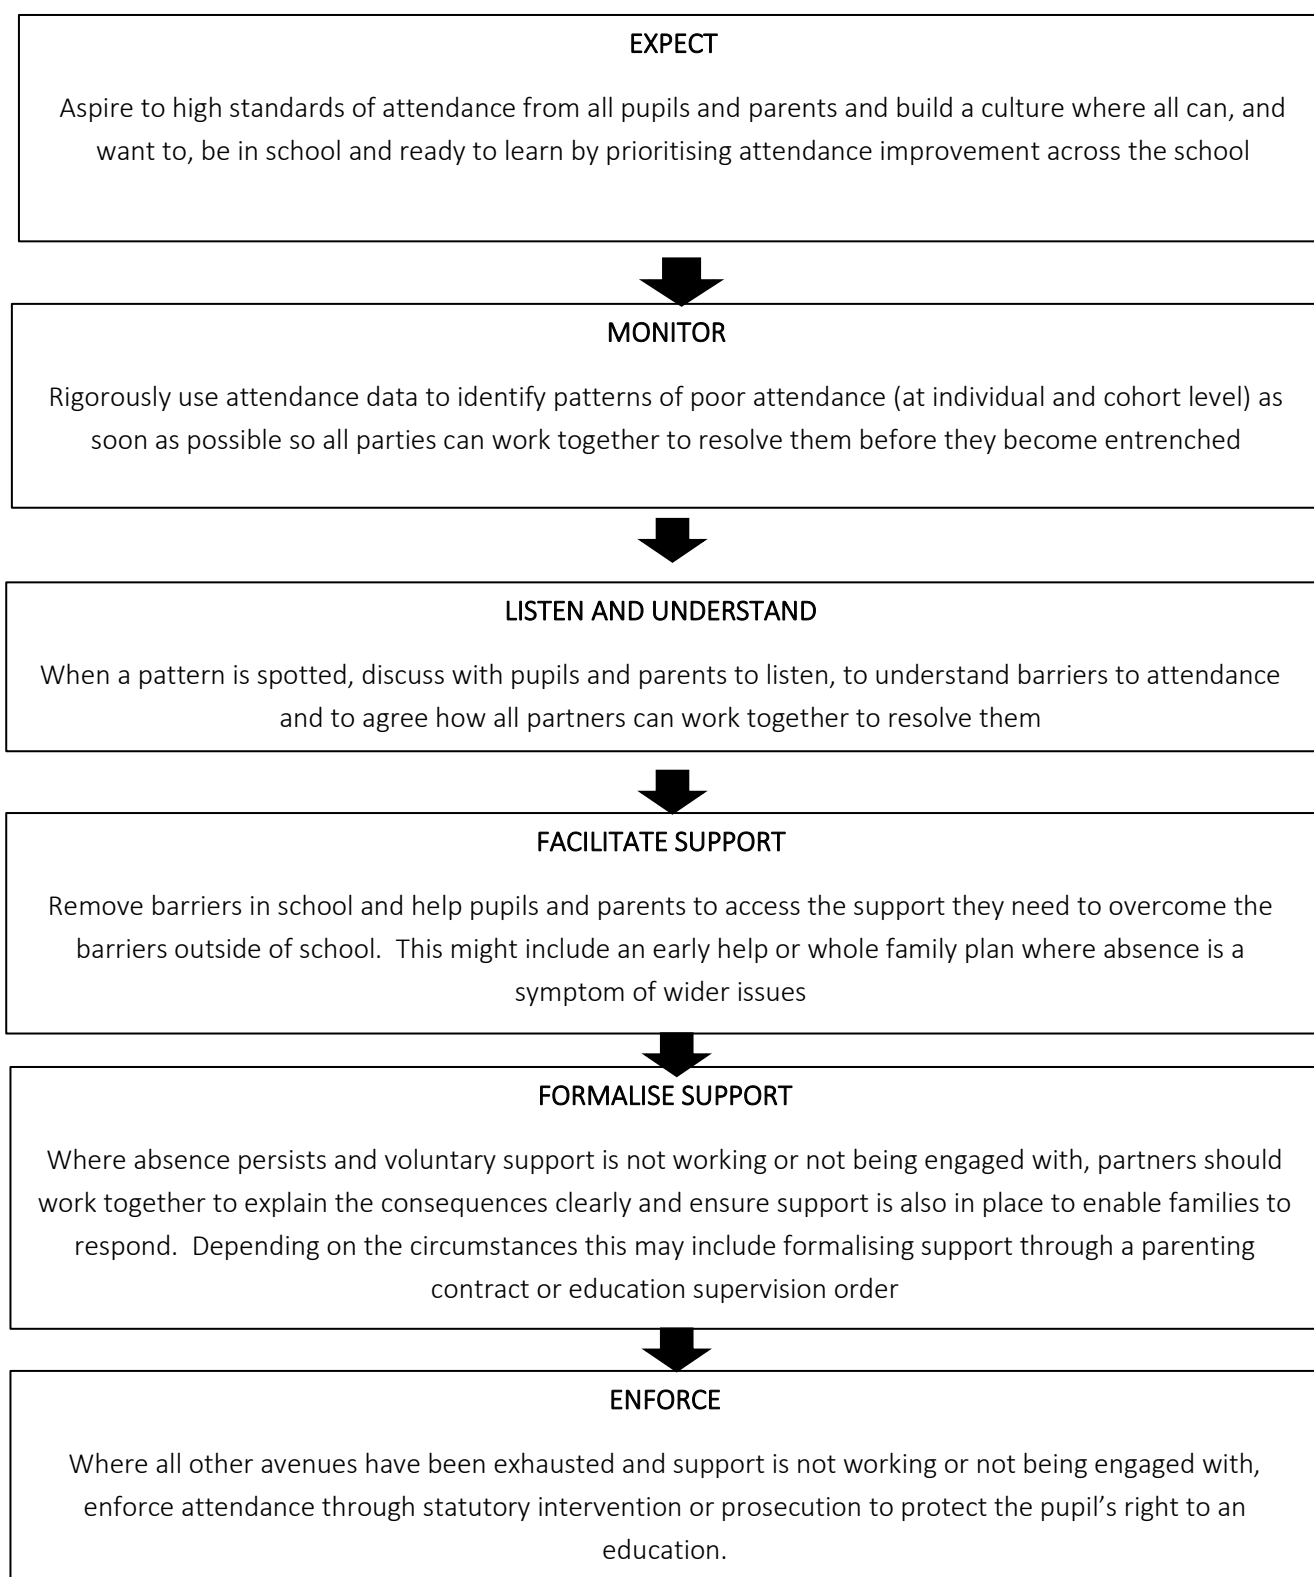 EXPECT
Aspire to high standards of attendance from all pupils and parents and build a culture where all can, and
want to, be in school and ready to learn by prioritising attendance improvement across the school
MONITOR
Rigorously use attendance data to identify patterns of poor attendance (at individual and cohort level) as
soon as possible so all parties can work together to resolve them before they become entrenched
LISTEN AND UNDERSTAND
When a pattern is spotted, discuss with pupils and parents to listen, to understand barriers to attendance
and to agree how all partners can work together to resolve them
FACILITATE SUPPORT
Remove barriers in school and help pupils and parents to access the support they need to overcome the
barriers outside of school.  This might include an early help or whole family plan where absence is a
symptom of wider issues
FORMALISE SUPPORT
Where absence persists and voluntary support is not working or not being engaged with, partners should
work together to explain the consequences clearly and ensure support is also in place to enable families to
respond.  Depending on the circumstances this may include formalising support through a parenting
contract or education supervision order
ENFORCE
Where all other avenues have been exhausted and support is not working or not being engaged with,
enforce attendance through statutory intervention or prosecution to protect the pupil’s right to an
education.